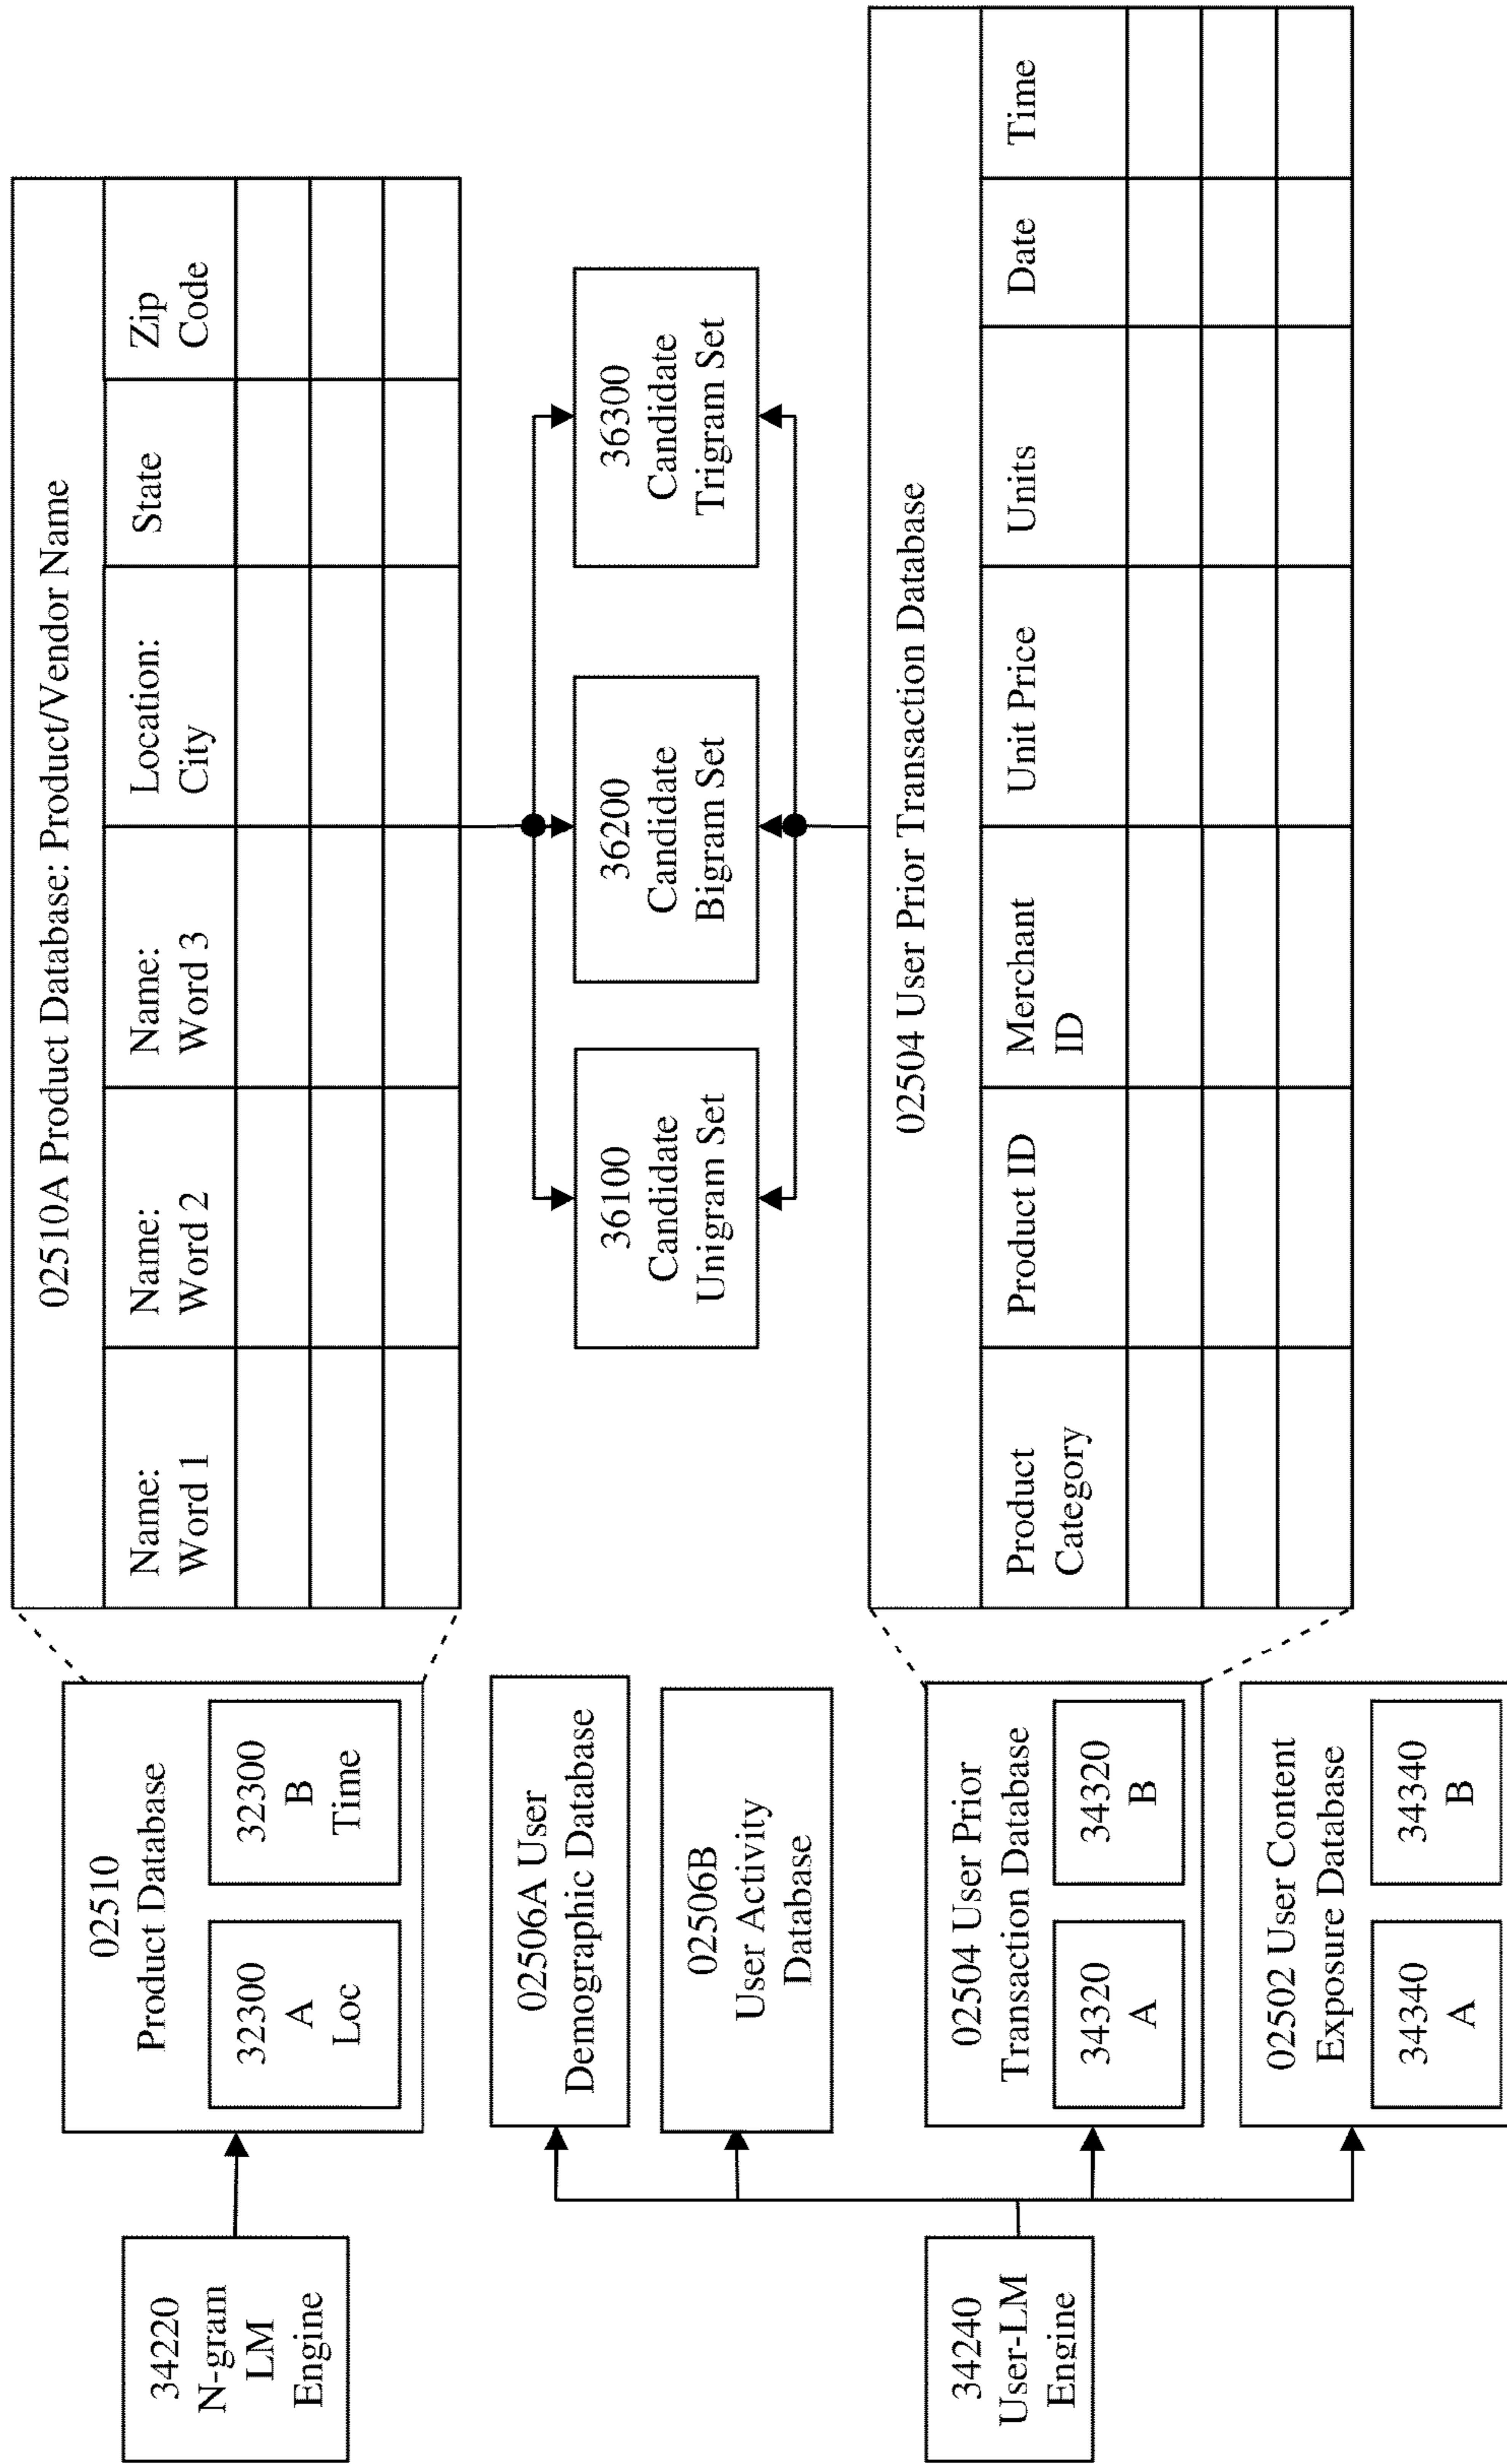 34220
N-gram
LM
Engine
02510
Product Database
32300
A
Loc
32300
B
Time
02510A Product Database: Product/Vendor Name
Name:
Word 1
Name:
Word 2
Name:
Word 3
Location:
City
State
Zip
Code
02506A User
Demographic Database
02506B
User Activity
Database
36100
Candidate
Unigram Set
36200
Candidate
Bigram Set
36300
Candidate
Trigram Set
34240
User-LM
Engine
02504 User Prior
Transaction Database
34320
A
34320
B
02502 User Content
Exposure Database
34340
A
34340
B
02504 User Prior Transaction Database
Product
Category
Product ID
Merchant
ID
Unit Price
Units
Date
Time